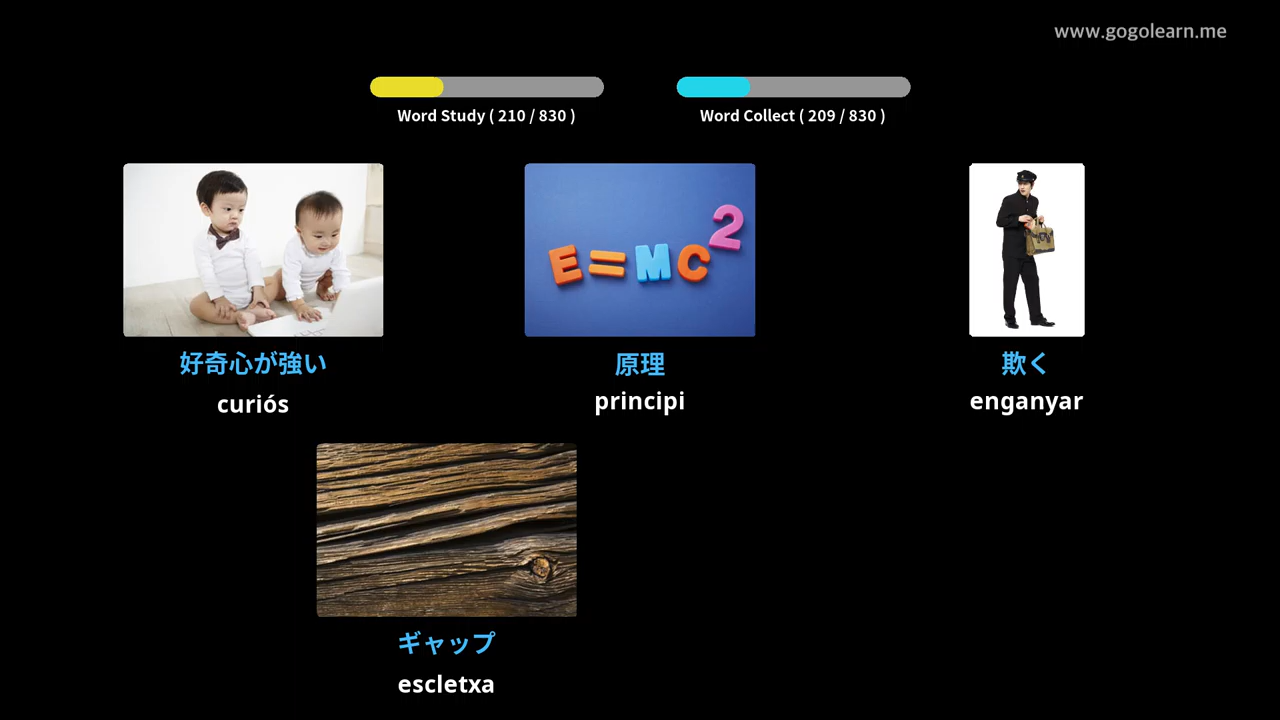 www.gogolearn.me
Word Study ( 210 / 830 )
Word Collect ( 209 / 830 )
E=MC2
好奇心が強い
curiós
原理
principi
欺く
enganyar
ギャップ
escletxa